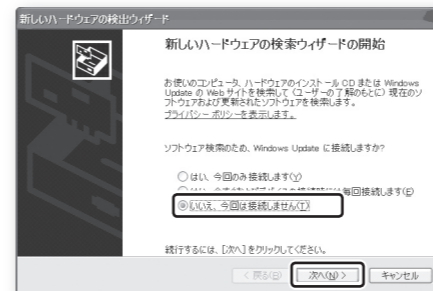 新しいハードウェアの検出ウィザード
新しいハードウェアの検索ウィザードの開始
お使いのコンピュータ、ハードウェアのインストール CD または Windows
Update の Web サイトを検索して (ユーザーの了解のもとに) 現在のソ
フトウェアおよび更新されたソフトウェアを検索します。
プライバシー ポリシーを表示します。
ソフトウェア検索のため、Windows Update に接続しますか?
はい、今回のみ接続します(Y)
毎回接続します(E)
いいえ、今回は接続しません(T)
続行するには、[次へ] をクリックしてください。
< 戻る(B)
次へ(N) >
キャンセル